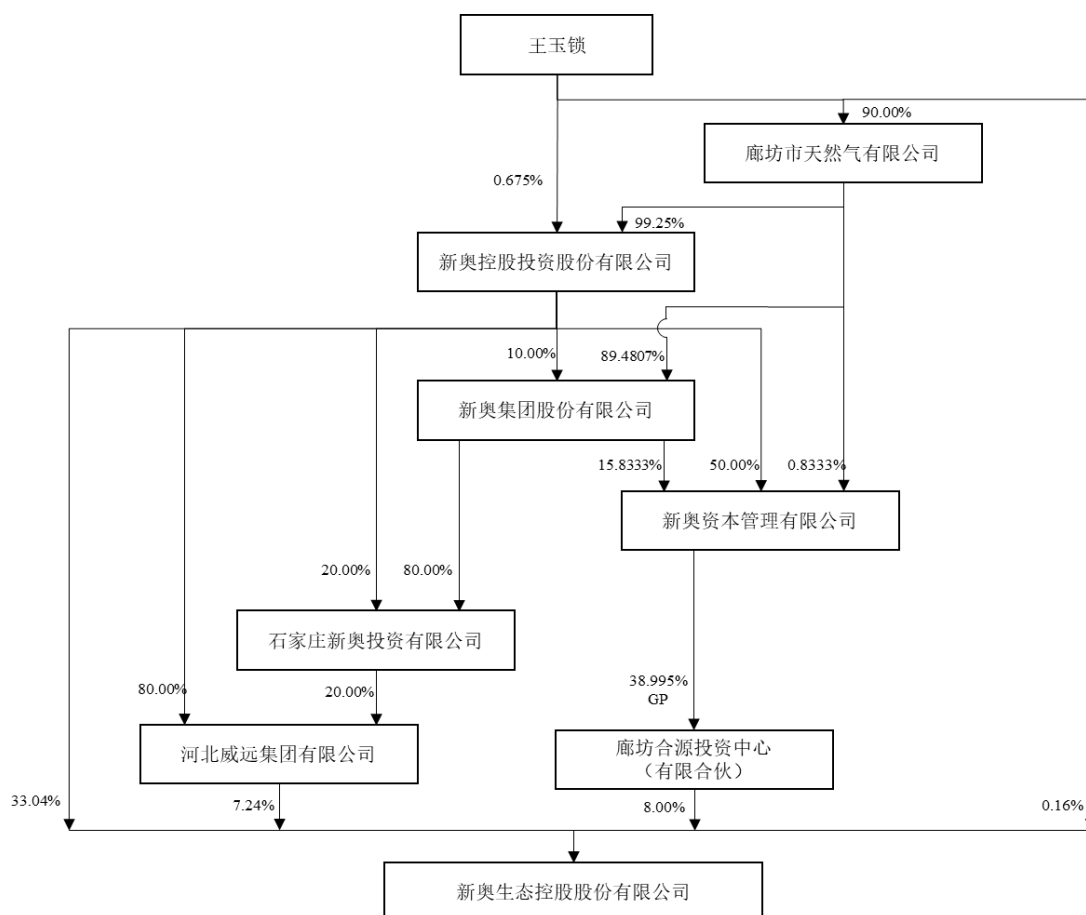 王玉锁
90.00%
廊坊市天然气有限公司
0.675%
99.25%
新奥控股投资股份有限公司
10.00%
89.4807%
新奥集团股份有限公司
15.8333%
50.00%
0.8333%
新奥资本管理有限公司
20.00%
80.00%
石家庄新奥投资有限公司
38.995%
GP
80.00%
20.00%
河北威远集团有限公司
廊坊合源投资中心
（有限合伙）
33.04%
7.24%
8.00%
0.16%
新奥生态控股股份有限公司